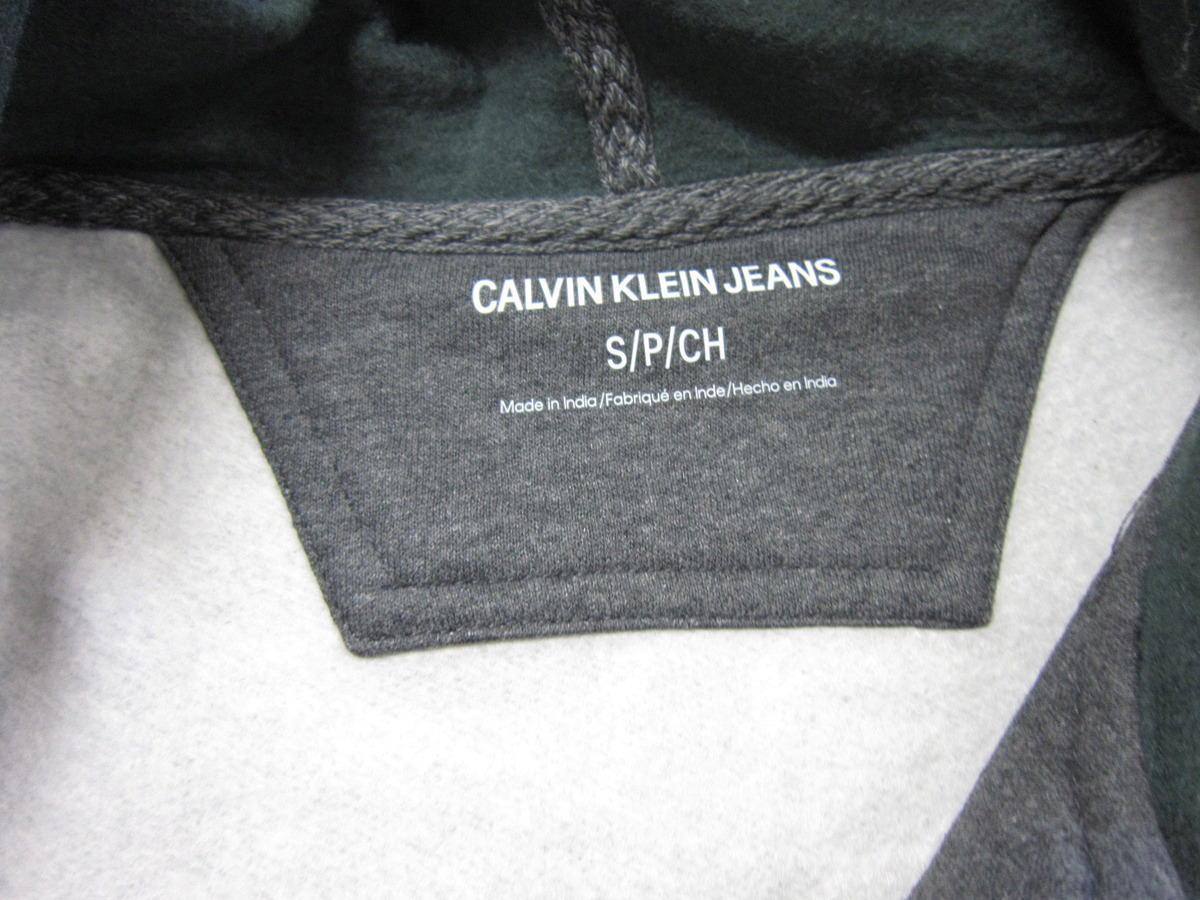 CALVIN KLEIN JEANS
S/P/CH
Made in India/Fabriqué en Inde/Hecho en India